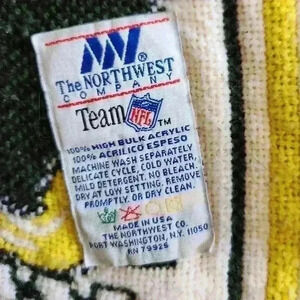 The NORTHWEST ®
COMPANY
Team NFL ™
100% HIGH BULK ACRYLIC
100% ACRILICO ESPESO
MACHINE WASH SEPARATELY
DELICATE CYCLE, COLD WATER,
MILD DETERGENT. NO BLEACH.
DRY AT LOW SETTING. REMOVE
PROMPTLY. OR DRY CLEAN.
MADE IN USA
THE NORTHWEST CO.
PORT WASHINGTON, N.Y. 11050
RN 79925